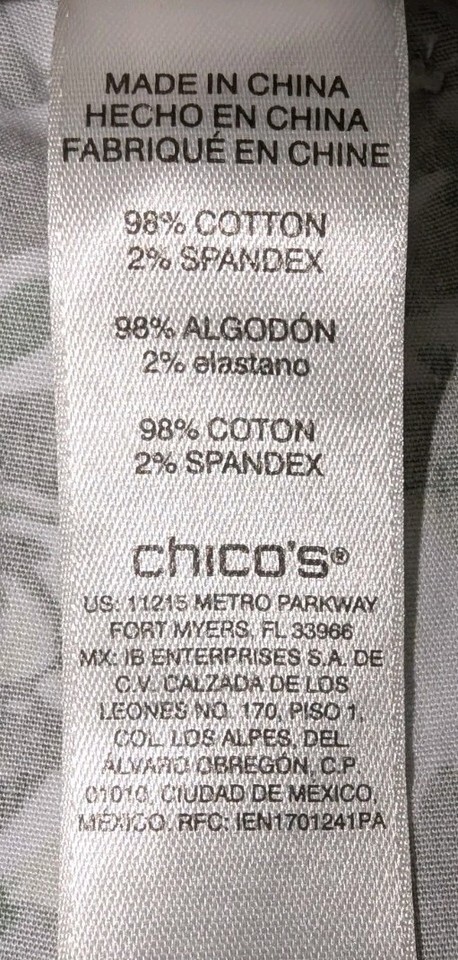 MADE IN CHINA
HECHO EN CHINA
FABRIQUÉ EN CHINE
98% COTTON
2% SPANDEX
98% ALGODÓN
2% elastano
98% COTON
2% SPANDEX
chico's®
US: 11215 METRO PARKWAY
FORT MYERS, FL 33966
MX: IB ENTERPRISES S.A. DE
C.V. CALZADA DE LOS
LEONES NO. 170, PISO 1,
COL. LOS ALPES, DEL.
ÁLVARO OBREGÓN, C.P.
01010, CIUDAD DE MEXICO,
MÉXICO. RFC: IEN1701241PA